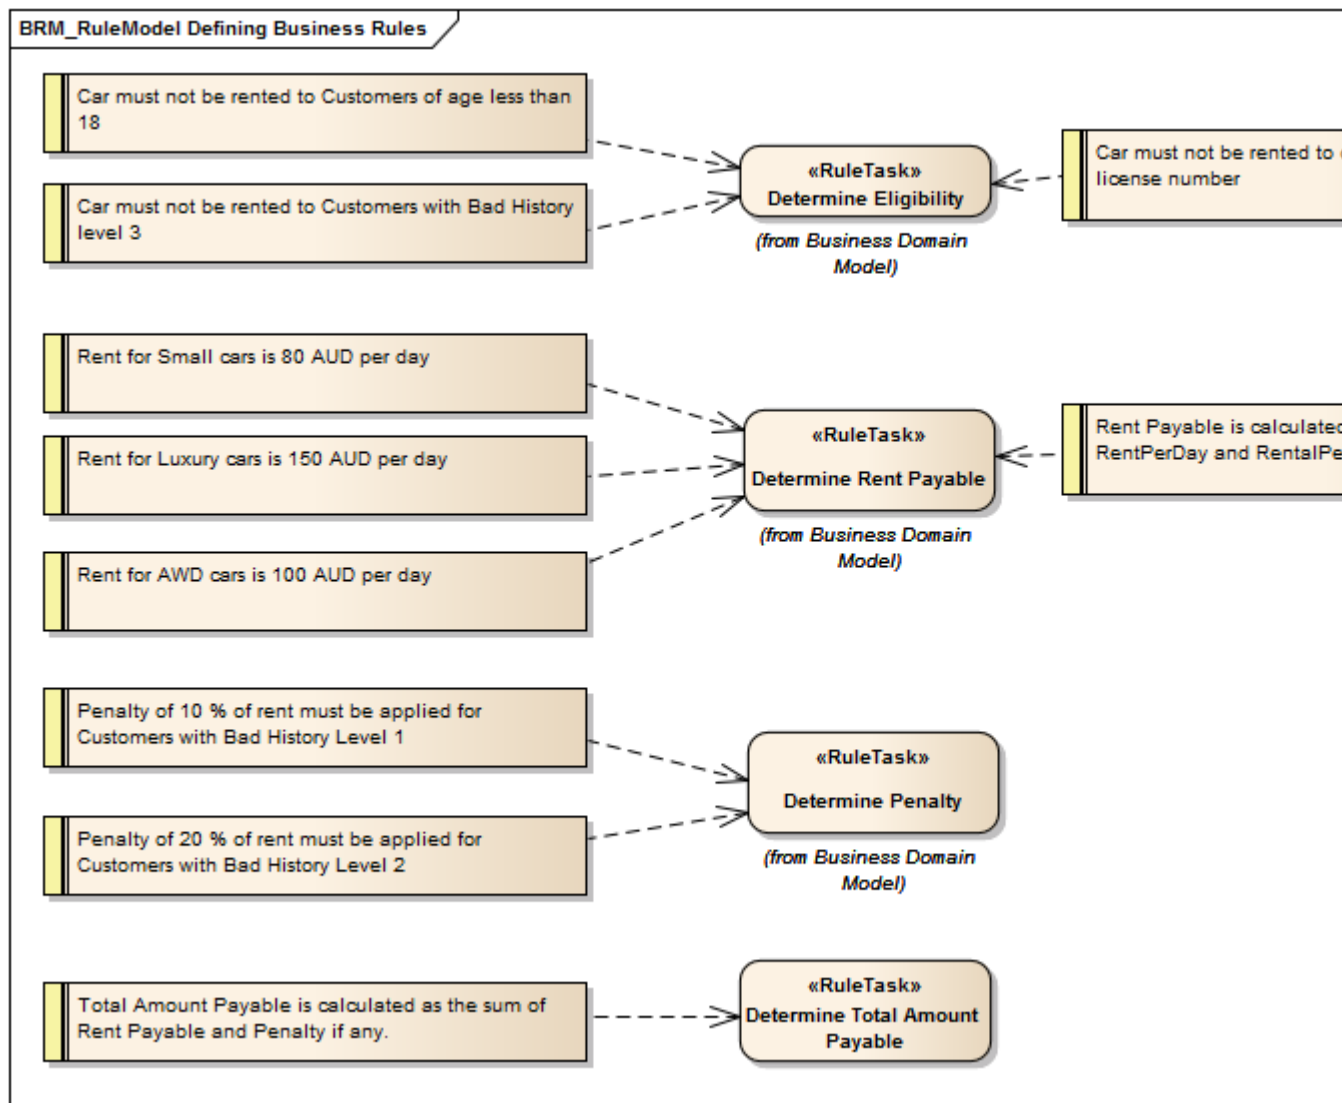 BRM_RuleModel Defining Business Rules
Car must not be rented to Customers of age less than
18
Car must not be rented to Customers with Bad History
level 3
«RuleTask»
Determine Eligibility
(from Business Domain
Model)
Car must not be rented to
license number
Rent for Small cars is 80 AUD per day
Rent for Luxury cars is 150 AUD per day
Rent for AWD cars is 100 AUD per day
«RuleTask»
Determine Rent Payable
(from Business Domain
Model)
Rent Payable is calculated
RentPerDay and RentalPe
Penalty of 10 % of rent must be applied for
Customers with Bad History Level 1
Penalty of 20 % of rent must be applied for
Customers with Bad History Level 2
«RuleTask»
Determine Penalty
(from Business Domain
Model)
Total Amount Payable is calculated as the sum of
Rent Payable and Penalty if any.
«RuleTask»
Determine Total Amount
Payable